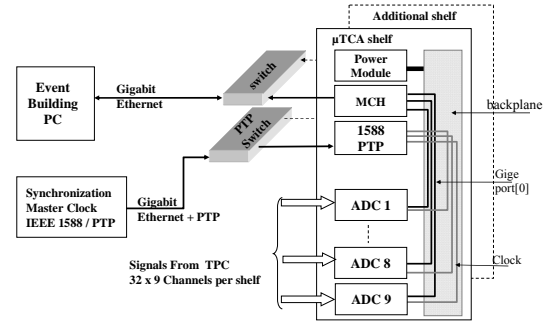 Additional shelf
µTCA shelf
Power
Module
MCH
1588
PTP
ADC 1
ADC 8
ADC 9
backplane
Gige
port[0]
Clock
switch
PTP
Switch
Event
Building
PC
Gigabit
Ethernet
Synchronization
Master Clock
IEEE 1588 / PTP
Gigabit
Ethernet + PTP
Signals From TPC
32 x 9 Channels per shelf